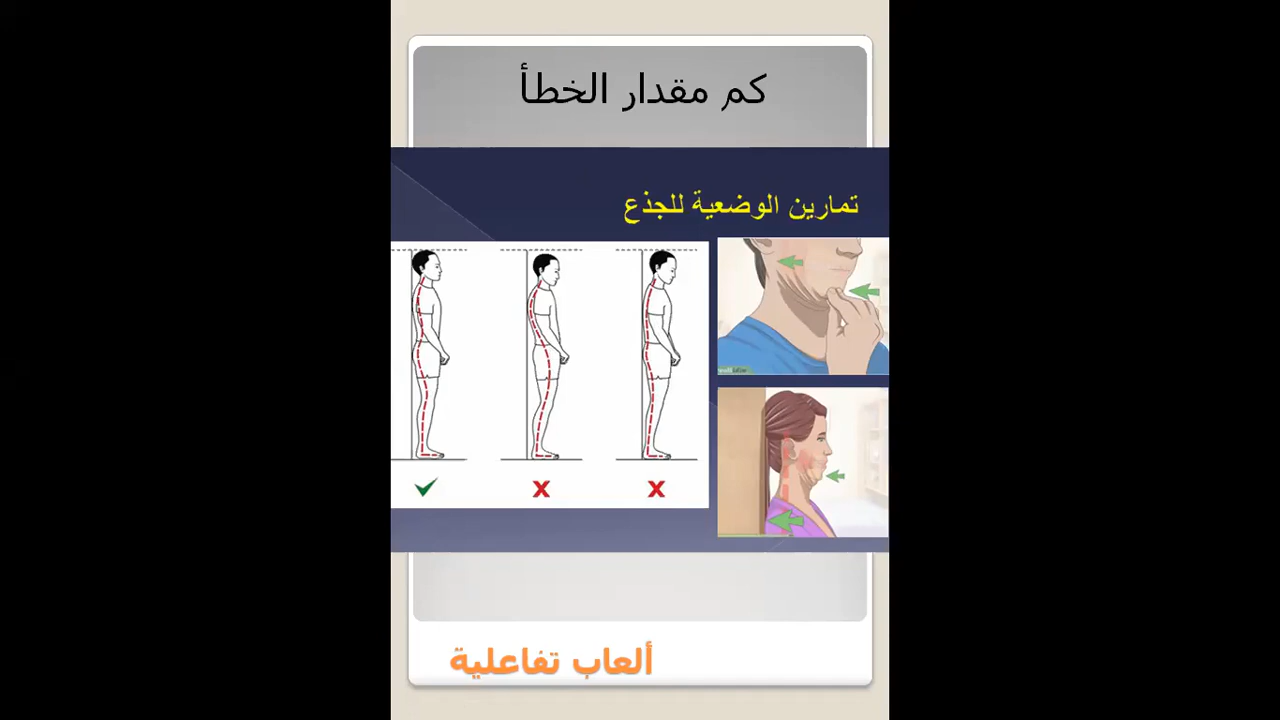 كم مقدار الخطأ
تمارين الوضعية للجذع
ألعاب تفاعلية